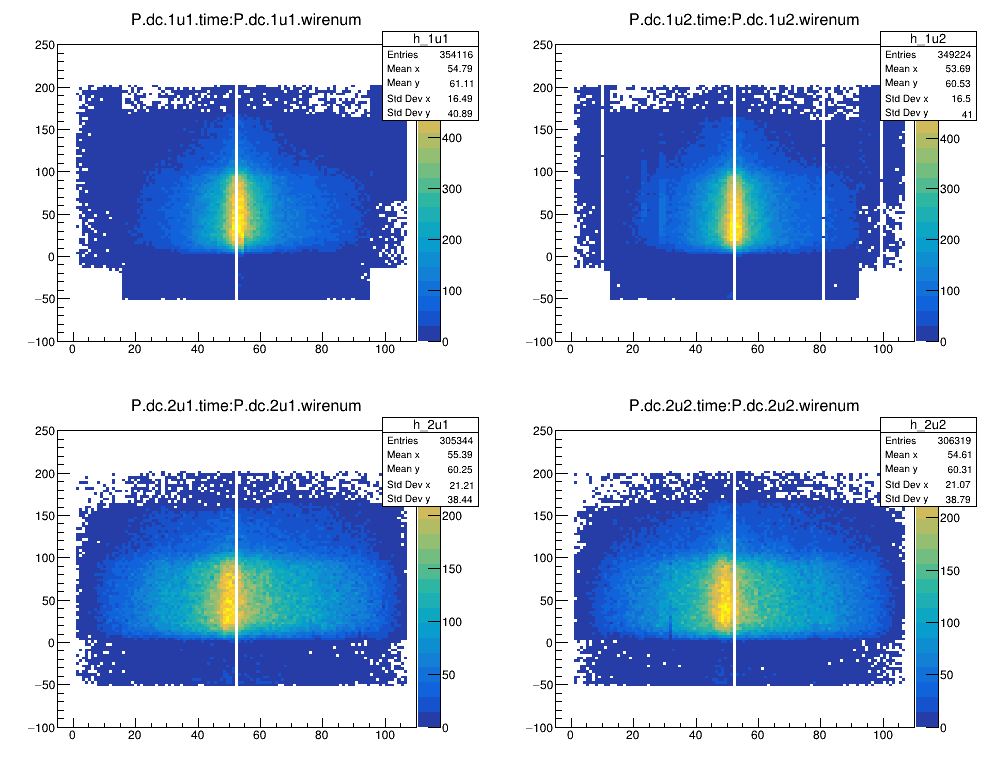 P.dc.1u1.time:P.dc.1u1.wirenum
h_1u1
Entries 354116
Mean x 54.79
Mean y 61.11
Std Dev x 16.49
Std Dev y 40.89
250
200
150
100
50
0
−50
−100
0 20 40 60 80 100
400
300
200
100
0
P.dc.1u2.time:P.dc.1u2.wirenum
h_1u2
Entries 349224
Mean x 53.69
Mean y 60.53
Std Dev x 16.5
Std Dev y 41
250
200
150
100
50
0
−50
−100
0 20 40 60 80 100
400
300
200
100
0
P.dc.2u1.time:P.dc.2u1.wirenum
h_2u1
Entries 305344
Mean x 55.39
Mean y 60.25
Std Dev x 21.21
Std Dev y 38.44
250
200
150
100
50
0
−50
−100
0 20 40 60 80 100
200
150
100
50
0
P.dc.2u2.time:P.dc.2u2.wirenum
h_2u2
Entries 306319
Mean x 54.61
Mean y 60.31
Std Dev x 21.07
Std Dev y 38.79
250
200
150
100
50
0
−50
−100
0 20 40 60 80 100
200
150
100
50
0